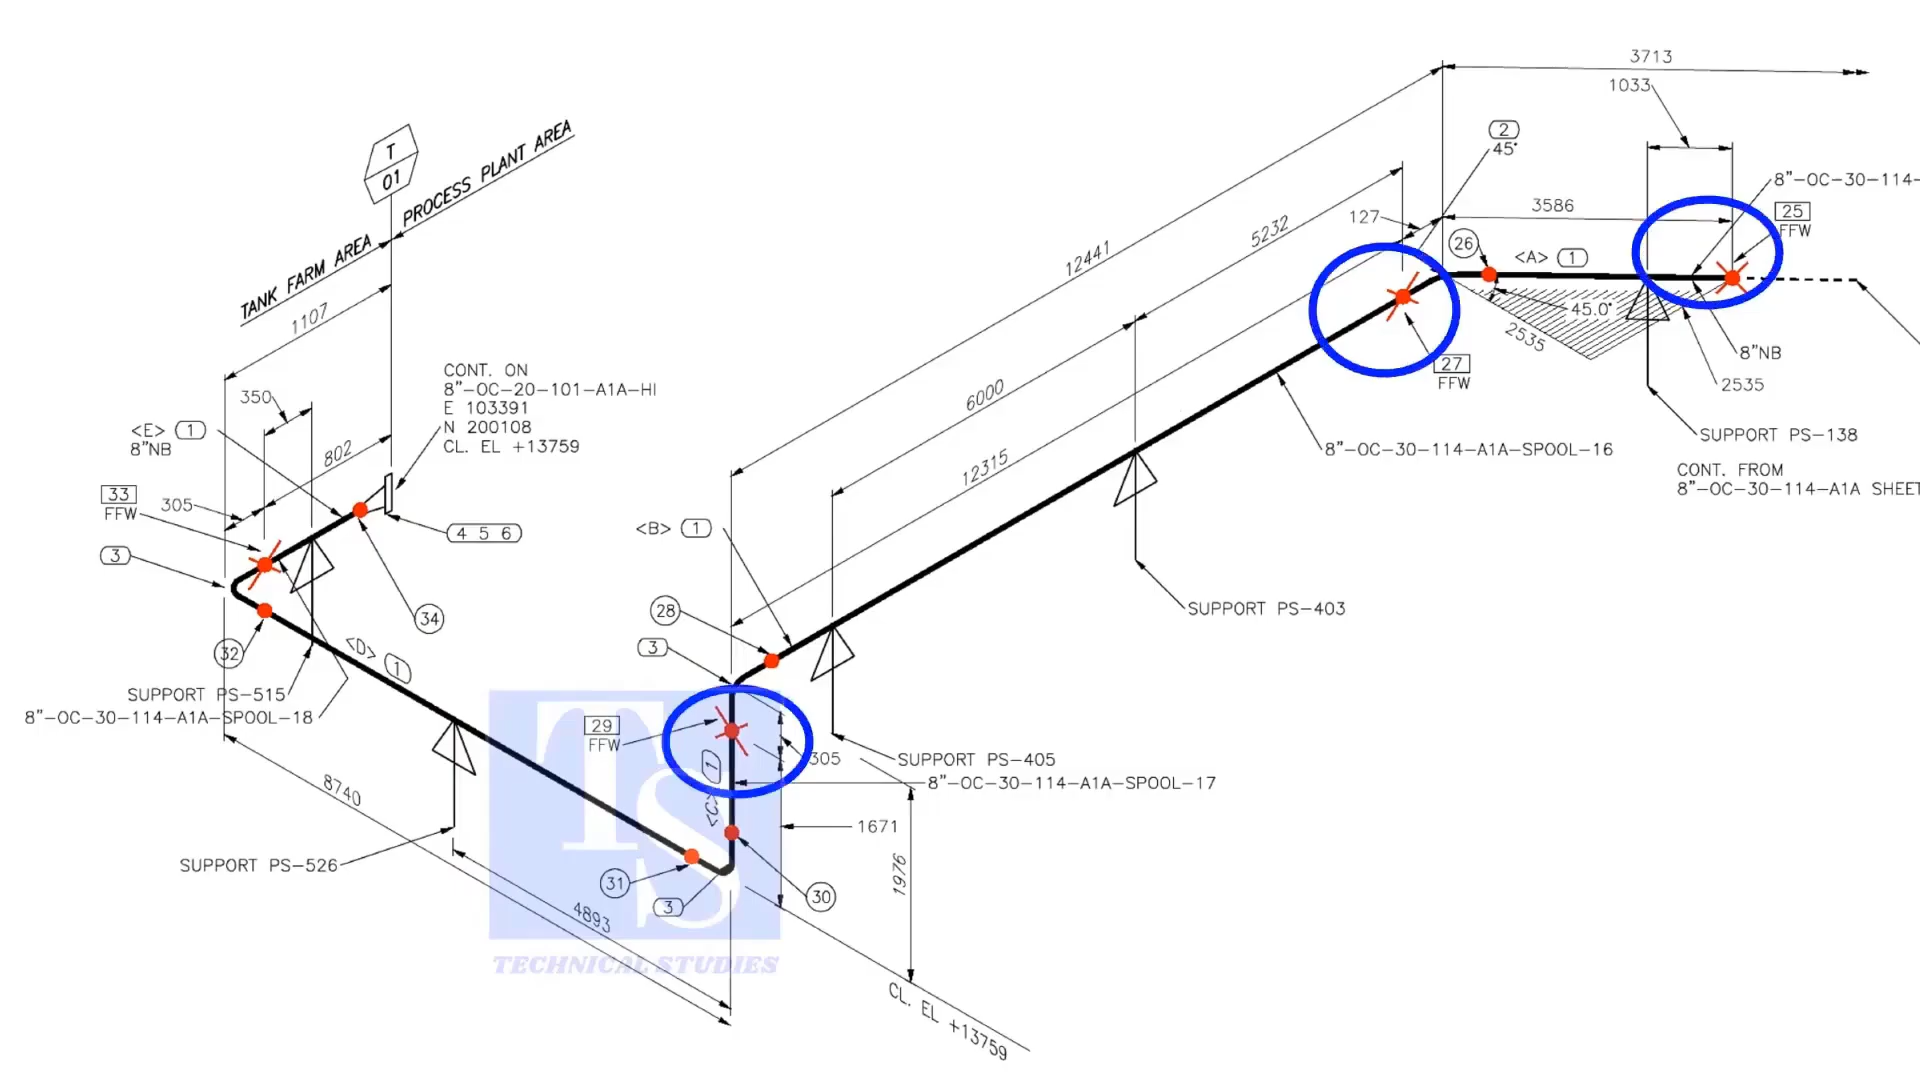 3713
1033
2
45°
8"-OC-30-114-
25
FFW
3586
127
5232
12441
26
<A> 1
45.0°
2535
8"NB
2535
27
FFW
SUPPORT PS-138
CONT. FROM
8"-OC-30-114-A1A SHEET
8"-OC-30-114-A1A-SPOOL-16
6000
12315
<B> 1
SUPPORT PS-403
28
3
T
01
PROCESS PLANT AREA
TANK FARM AREA
1107
350
<E> 1
8"NB
802
CONT. ON
8"-OC-20-101-A1A-HI
E 103391
N 200108
CL. EL +13759
33
FFW
305
4 5 6
3
34
32
<D> 1
SUPPORT PS-515
8"-OC-30-114-A1A-SPOOL-18
29
FFW
305
<C> 1
SUPPORT PS-405
8"-OC-30-114-A1A-SPOOL-17
1671
1976
8740
SUPPORT PS-526
31
3
30
4893
TS
TECHNICAL STUDIES
CL. EL +13759